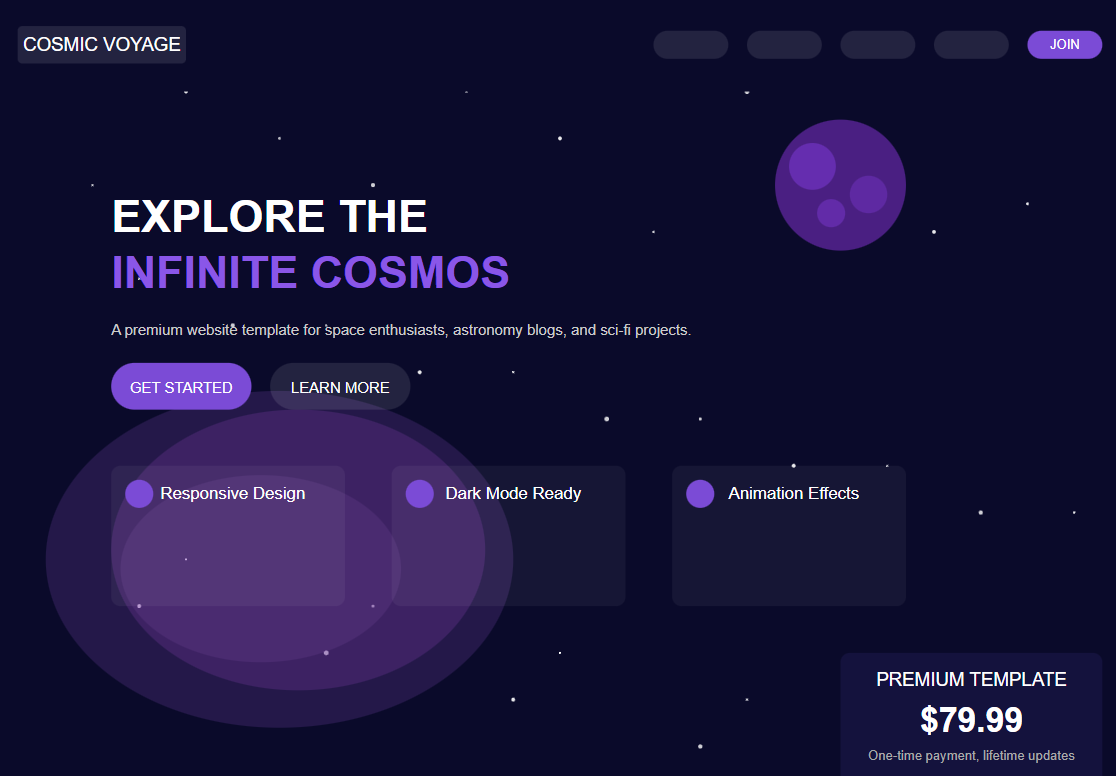 COSMIC VOYAGE
JOIN
EXPLORE THE
INFINITE COSMOS
A premium website template for space enthusiasts, astronomy blogs, and sci-fi projects.
GET STARTED
LEARN MORE
Responsive Design
Dark Mode Ready
Animation Effects
PREMIUM TEMPLATE
$79.99
One-time payment, lifetime updates